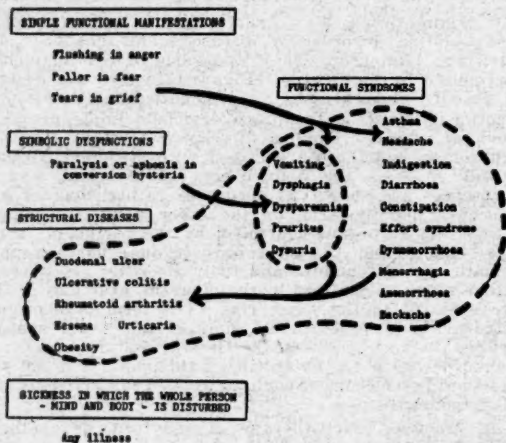 SIMPLE FUNCTIONAL MANIFESTATIONS
Flushing in anger
Pallor in fear
Tears in grief
FUNCTIONAL SYNDROMES
Asthma
Headache
Indigestion
Diarrhoea
Constipation
Effort syndrome
Dysmenorrhoea
Menorrhagia
Amenorrhoea
Backache
SIMBOLIC DYSFUNCTIONS
Paralysis or aphonia in
conversion hysteria
Vomiting
Dysphagia
Dyspareunia
Pruritus
Dysuria
STRUCTURAL DISEASES
Duodenal ulcer
Ulcerative colitis
Rheumatoid arthritis
Eczema Urticaria
Obesity
SICKNESS IN WHICH THE WHOLE PERSON
- MIND AND BODY - IS DISTURBED
Any illness